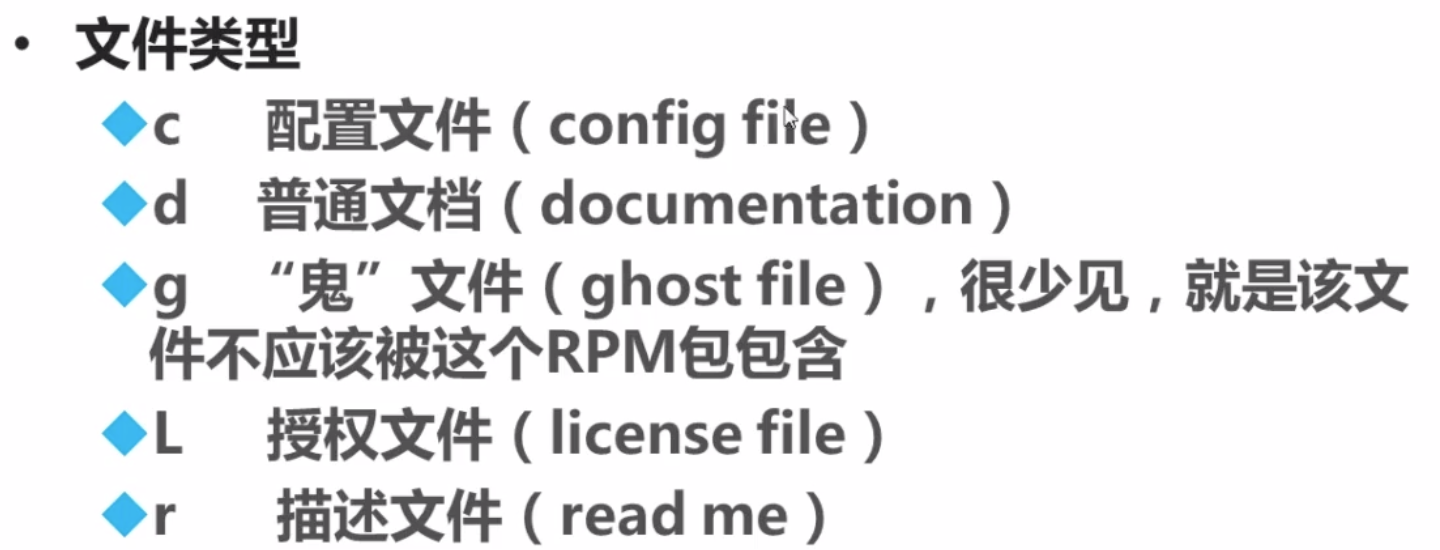 • 文件类型
◆c 配置文件（config file）
◆d 普通文档（documentation）
◆g “鬼”文件（ghost file），很少见，就是该文
件不应该被这个RPM包包含
◆L 授权文件（license file）
◆r 描述文件（read me）